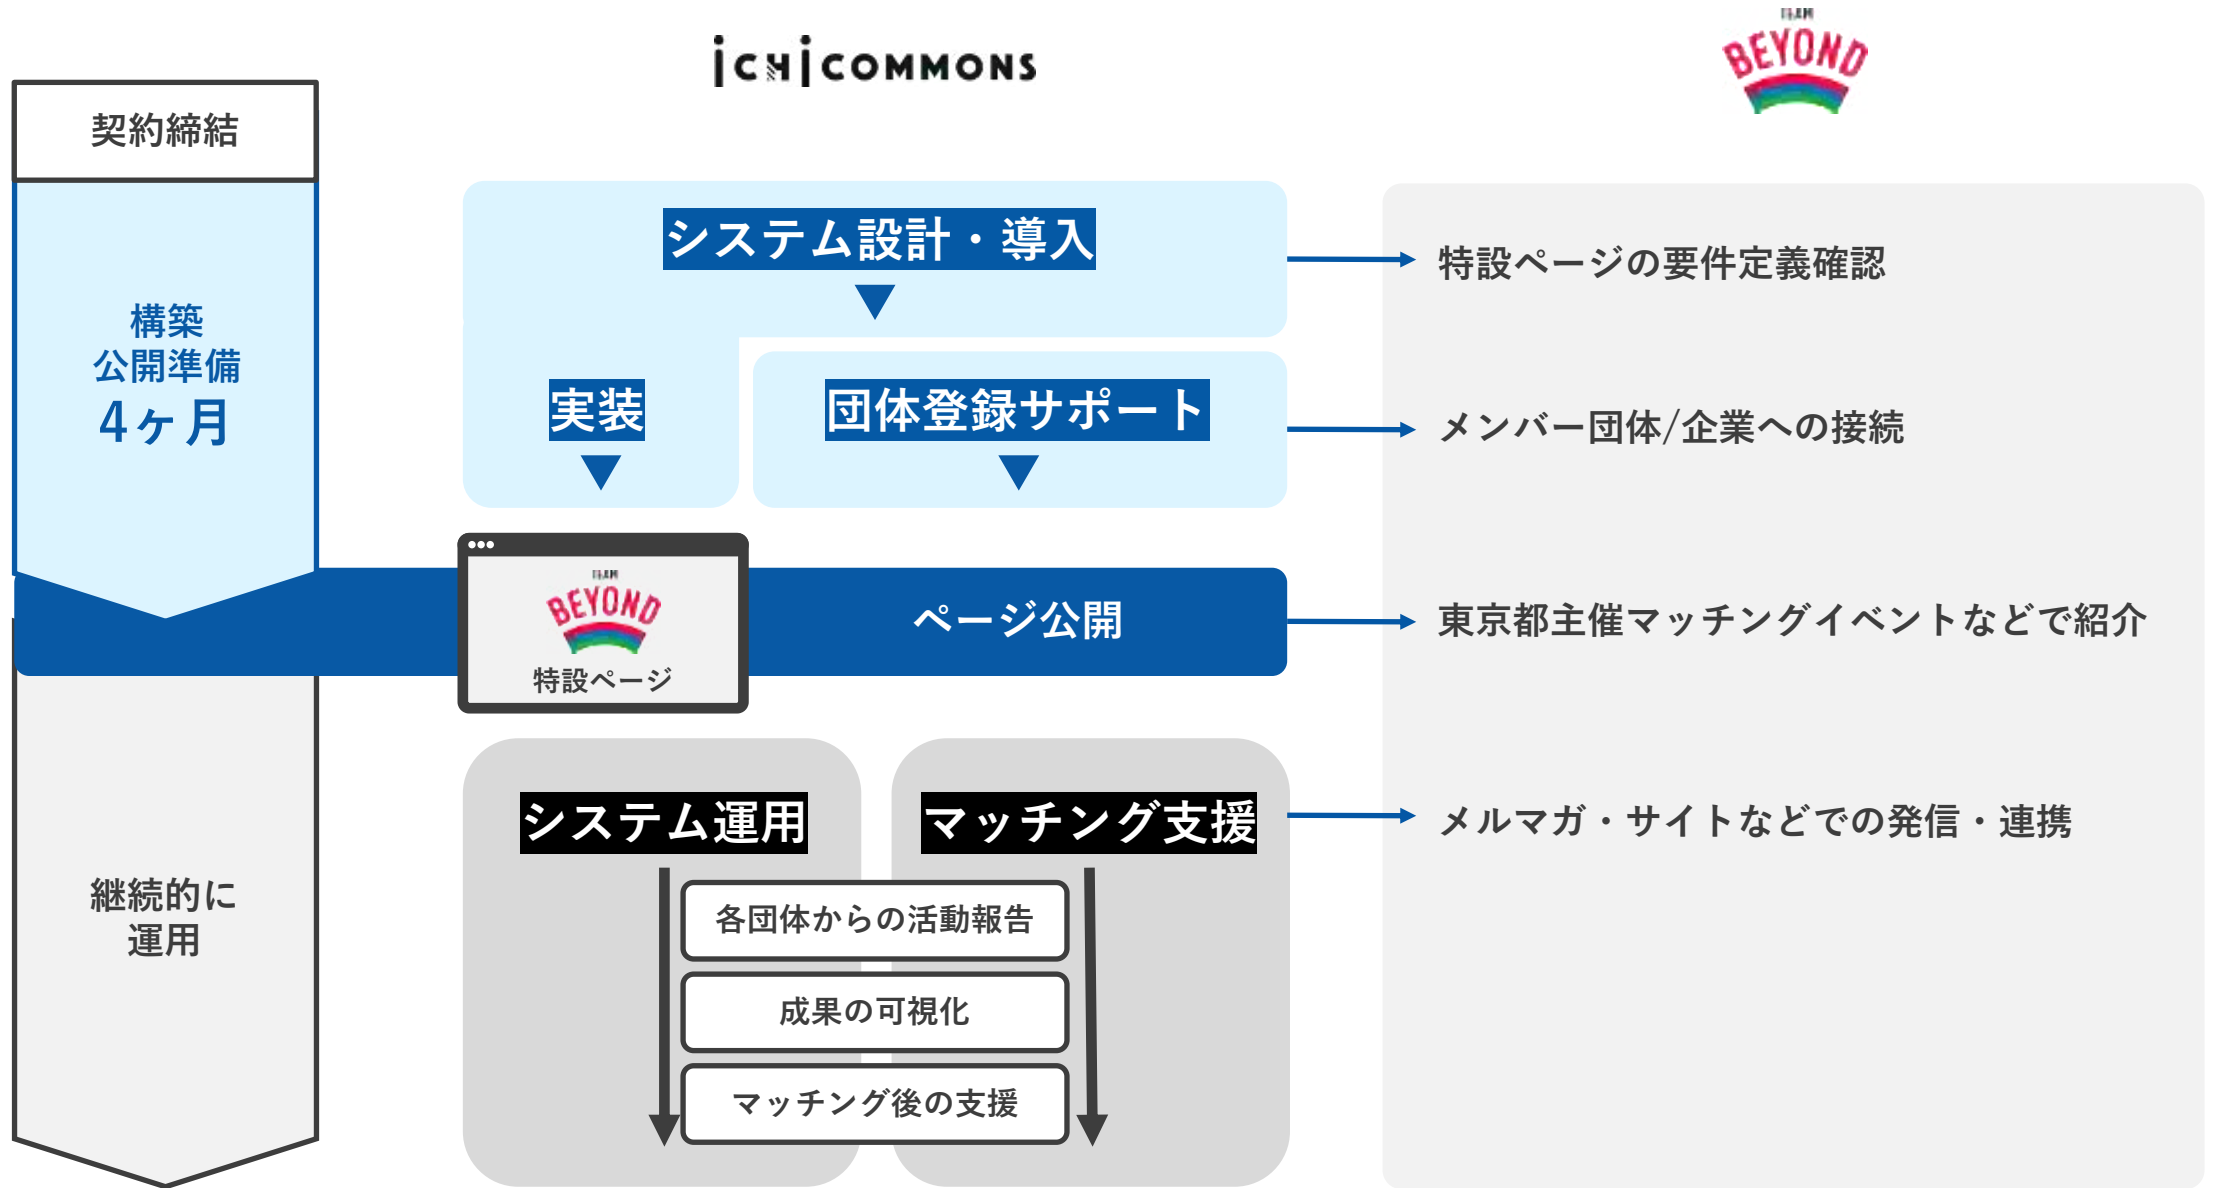 ichicommons
TEAM
BEYOND
契約締結
構築
公開準備
4ヶ月
システム設計・導入
実装
団体登録サポート
特設ページの要件定義確認
メンバー団体/企業への接続
TEAM
BEYOND
特設ページ
ページ公開
東京都主催マッチングイベントなどで紹介
継続的に
運用
システム運用
マッチング支援
メルマガ・サイトなどでの発信・連携
各団体からの活動報告
成果の可視化
マッチング後の支援